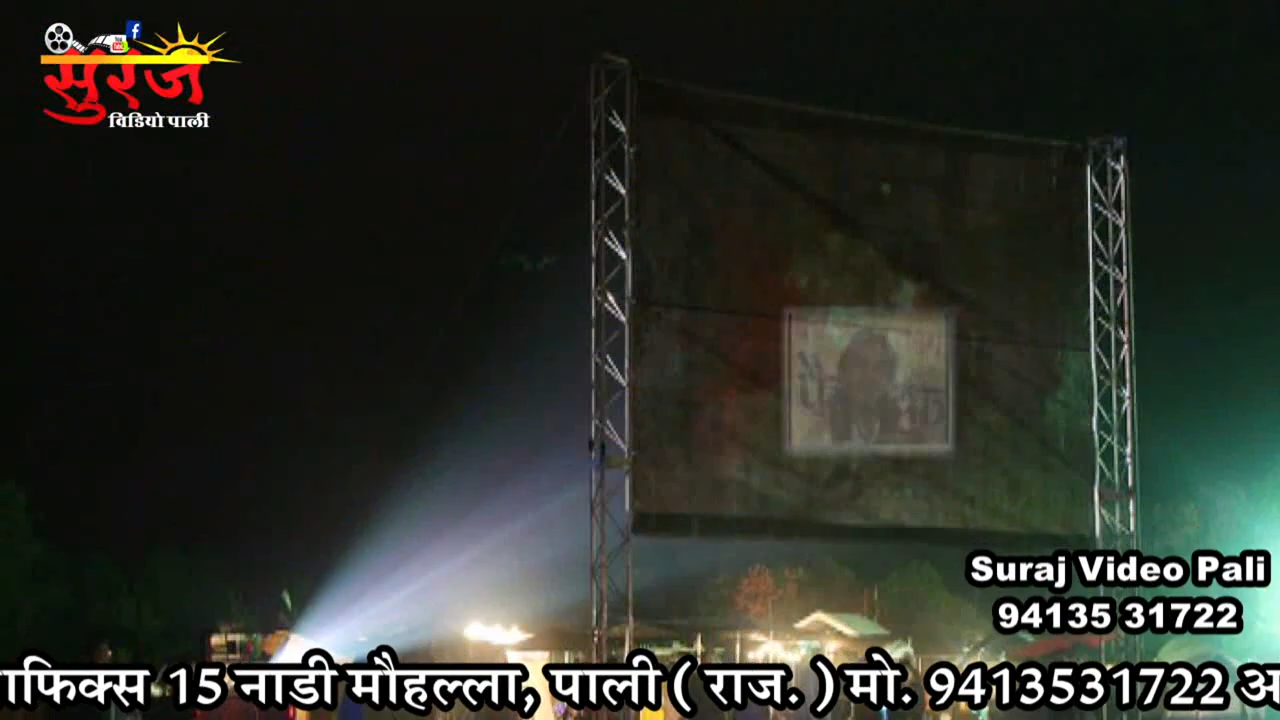 सुरज
विडियो पाली
Suraj Video Pali
94135 31722
ाफिक्स 15 नाडी मौहल्ला, पाली ( राज. ) मो. 9413531722 अ